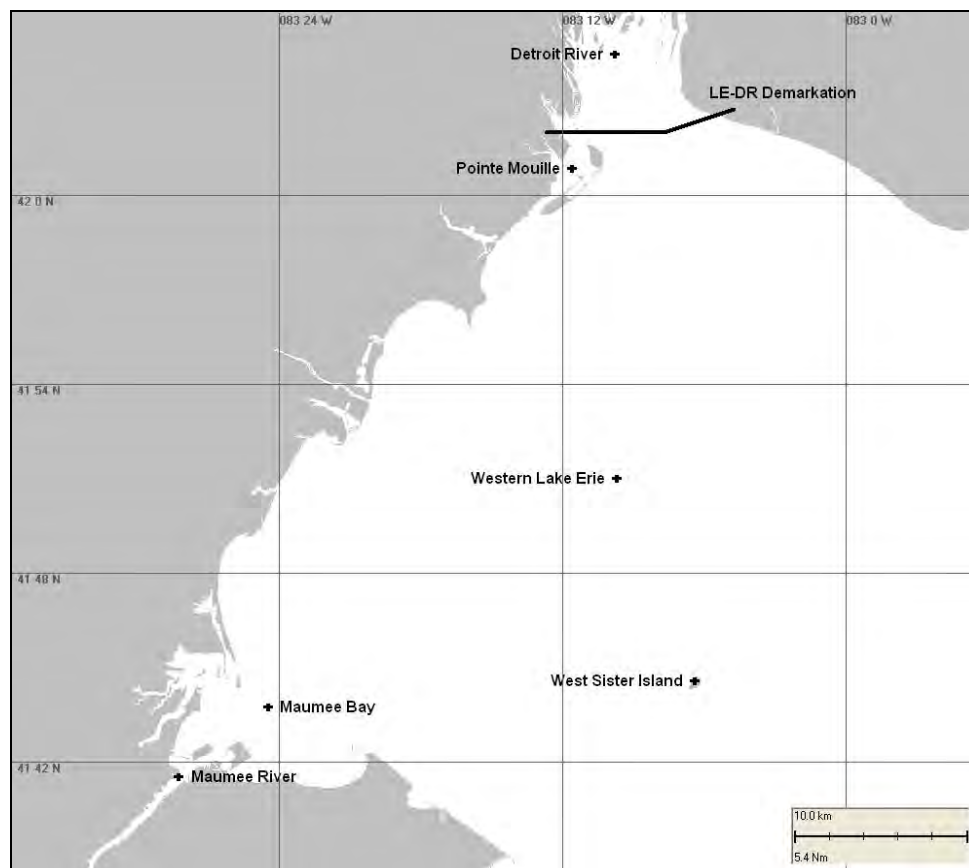 083 24 W
083 12 W
083 0 W
Detroit River
LE-DR Demarkation
Pointe Mouille
42 0 N
41 54 N
Western Lake Erie
41 48 N
West Sister Island
Maumee Bay
41 42 N
Maumee River
10.0 km
5.4 Nm